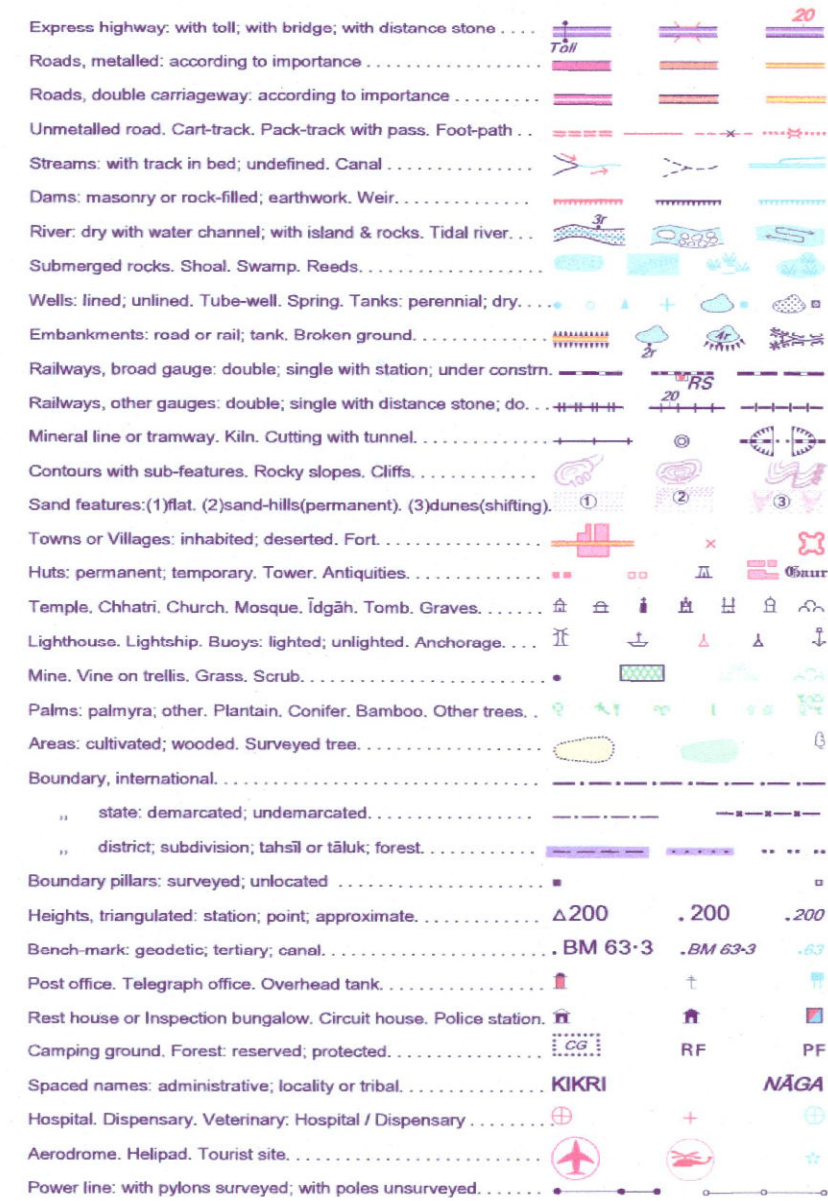 20
Express highway: with toll; with bridge; with distance stone . . . .
Toll
Roads, metalled: according to importance . . . . . . . . . . . . . . . . . .
Roads, double carriageway: according to importance . . . . . . . . .
Unmetalled road. Cart-track. Pack-track with pass. Foot-path . .
Streams: with track in bed; undefined. Canal . . . . . . . . . . . . . . .
Dams: masonry or rock-filled; earthwork. Weir. . . . . . . . . . . . . .
River: dry with water channel; with island & rocks. Tidal river. . . 3r
Submerged rocks. Shoal. Swamp. Reeds. . . . . . . . . . . . . . . . . .
Wells: lined; unlined. Tube-well. Spring. Tanks: perennial; dry. . . .
Embankments: road or rail; tank. Broken ground. . . . . . . . . . . . . 2r 4r
Railways, broad gauge: double; single with station; under constrn. RS
Railways, other gauges: double; single with distance stone; do. . . 20
Mineral line or tramway. Kiln. Cutting with tunnel. . . . . . . . . . . . .
Contours with sub-features. Rocky slopes. Cliffs. . . . . . . . . . . . .
Sand features:(1)flat. (2)sand-hills(permanent). (3)dunes(shifting). 1 2 3
Towns or Villages: inhabited; deserted. Fort. . . . . . . . . . . . . . . .
Huts: permanent; temporary. Tower. Antiquities. . . . . . . . . . . . . Gaur
Temple. Chhatri. Church. Mosque. Īdgāh. Tomb. Graves. . . . . . .
Lighthouse. Lightship. Buoys: lighted; unlighted. Anchorage. . . .
Mine. Vine on trellis. Grass. Scrub. . . . . . . . . . . . . . . . . . . . . . .
Palms: palmyra; other. Plantain. Conifer. Bamboo. Other trees. .
Areas: cultivated; wooded. Surveyed tree. . . . . . . . . . . . . . . . . .
Boundary, international. . . . . . . . . . . . . . . . . . . . . . . . . . . . . . .
„ state: demarcated; undemarcated. . . . . . . . . . . . . . . . .
„ district; subdivision; tahsīl or tāluk; forest. . . . . . . . . . . .
Boundary pillars: surveyed; unlocated . . . . . . . . . . . . . . . . . . . .
Heights, triangulated: station; point; approximate. . . . . . . . . . . . . △200 . 200 .200
Bench-mark: geodetic; tertiary; canal. . . . . . . . . . . . . . . . . . . . . . BM 63·3 .BM 63·3 .63
Post office. Telegraph office. Overhead tank. . . . . . . . . . . . . . . .
Rest house or Inspection bungalow. Circuit house. Police station.
Camping ground. Forest: reserved; protected. . . . . . . . . . . . . . . CG RF PF
Spaced names: administrative; locality or tribal. . . . . . . . . . . . . . KIKRI NĀGA
Hospital. Dispensary. Veterinary: Hospital / Dispensary . . . . . . . .
Aerodrome. Helipad. Tourist site. . . . . . . . . . . . . . . . . . . . . . . .
Power line: with pylons surveyed; with poles unsurveyed. . . . . . .